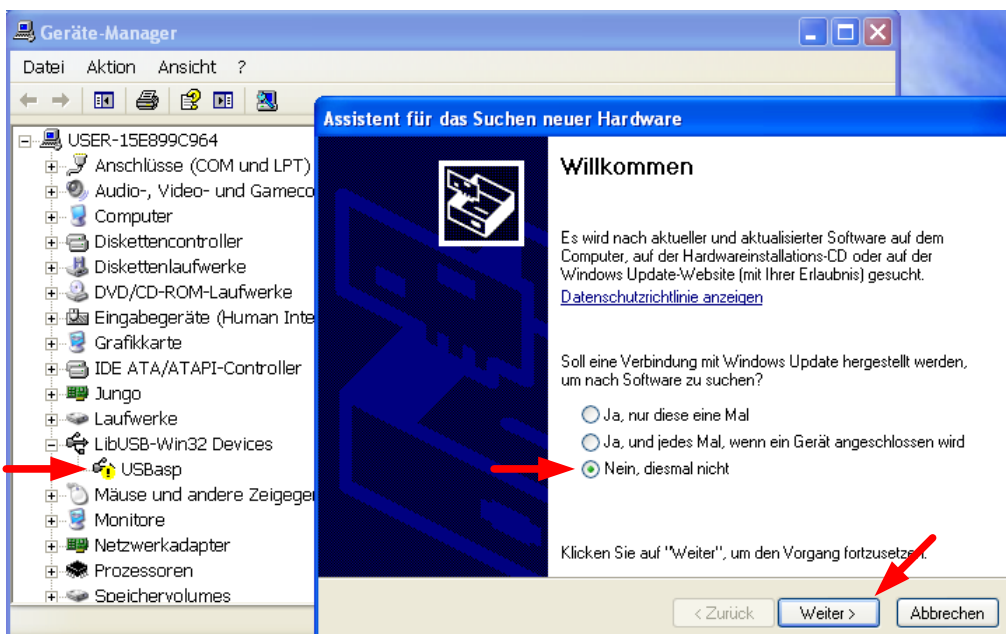 Geräte-Manager
Datei Aktion Ansicht ?
USER-15E899C964
Anschlüsse (COM und LPT)
Audio-, Video- und Gameco
Computer
Diskettencontroller
Diskettenlaufwerke
DVD/CD-ROM-Laufwerke
Eingabegeräte (Human Inte
Grafikkarte
IDE ATA/ATAPI-Controller
Jungo
Laufwerke
LibUSB-Win32 Devices
USBasp
Mäuse und andere Zeigeger
Monitore
Netzwerkadapter
Prozessoren
Speichervolumes
Assistent für das Suchen neuer Hardware
Willkommen
Es wird nach aktueller und aktualisierter Software auf dem
Computer, auf der Hardwareinstallations-CD oder auf der
Windows Update-Website (mit Ihrer Erlaubnis) gesucht.
Datenschutzrichtlinie anzeigen
Soll eine Verbindung mit Windows Update hergestellt werden,
um nach Software zu suchen?
Ja, nur diese eine Mal
Ja, und jedes Mal, wenn ein Gerät angeschlossen wird
Nein, diesmal nicht
Klicken Sie auf "Weiter", um den Vorgang fortzusetzen.
< Zurück Weiter > Abbrechen